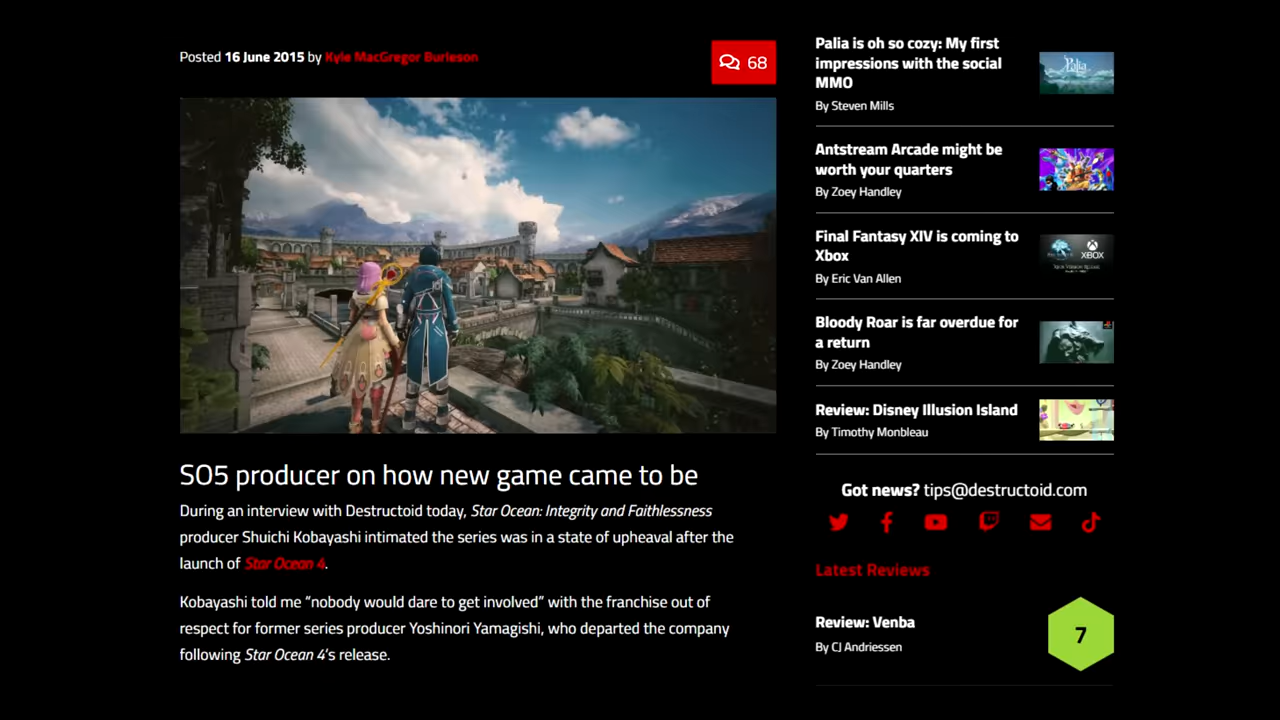 Posted 16 June 2015 by Kyle MacGregor Burleson
68
SO5 producer on how new game came to be
During an interview with Destructoid today, Star Ocean: Integrity and Faithlessness
producer Shuichi Kobayashi intimated the series was in a state of upheaval after the
launch of Star Ocean 4.
Kobayashi told me “nobody would dare to get involved” with the franchise out of
respect for former series producer Yoshinori Yamagishi, who departed the company
following Star Ocean 4’s release.
Palia is oh so cozy: My first
impressions with the social
MMO
By Steven Mills
Palia
Antstream Arcade might be
worth your quarters
By Zoey Handley
Final Fantasy XIV is coming to
Xbox
By Eric Van Allen
XBOX
Bloody Roar is far overdue for
a return
By Zoey Handley
Review: Disney Illusion Island
By Timothy Monbleau
Got news? tips@destructoid.com
Latest Reviews
Review: Venba
By CJ Andriessen
7